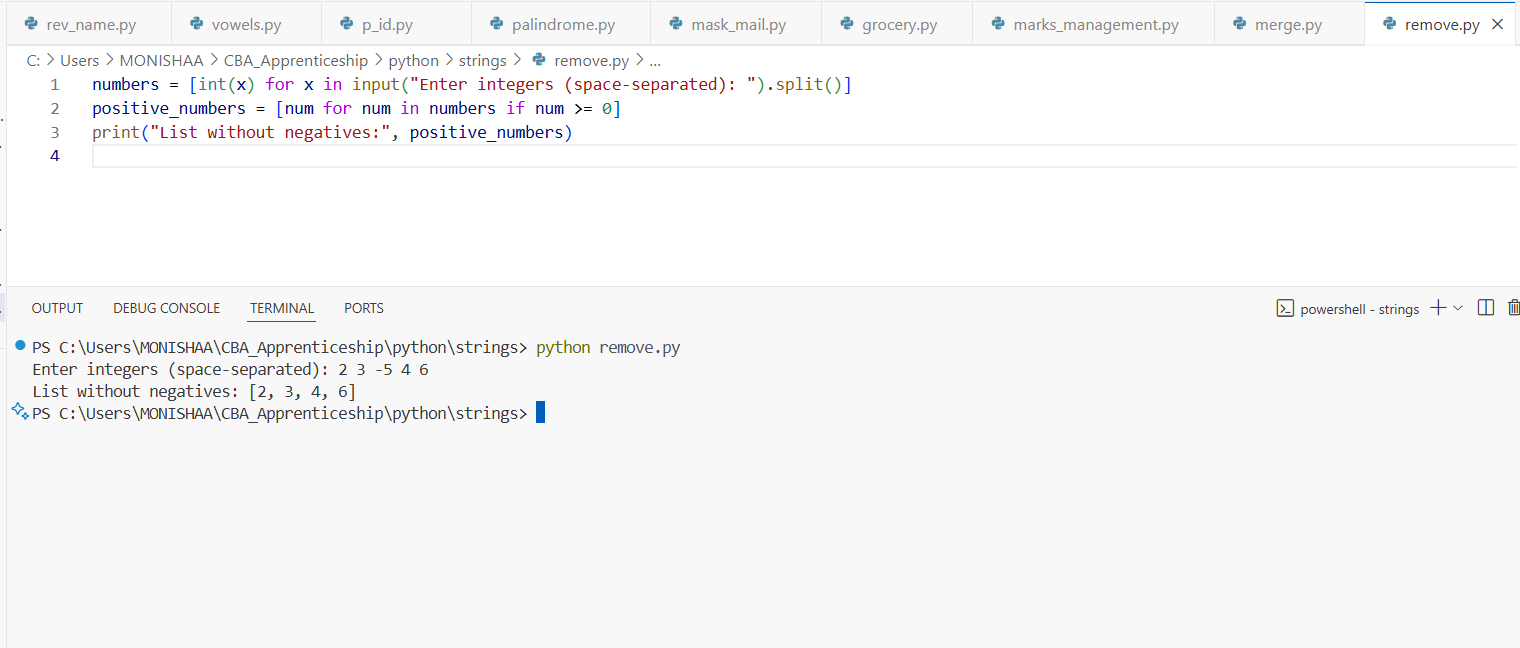 rev_name.py vowels.py p_id.py palindrome.py mask_mail.py grocery.py marks_management.py merge.py remove.py
C: > Users > MONISHAA > CBA_Apprenticeship > python > strings > remove.py > ...
1 numbers = [int(x) for x in input("Enter integers (space-separated): ").split()]
2 positive_numbers = [num for num in numbers if num >= 0]
3 print("List without negatives:", positive_numbers)
4
OUTPUT DEBUG CONSOLE TERMINAL PORTS powershell - strings
PS C:\Users\MONISHAA\CBA_Apprenticeship\python\strings> python remove.py
Enter integers (space-separated): 2 3 -5 4 6
List without negatives: [2, 3, 4, 6]
PS C:\Users\MONISHAA\CBA_Apprenticeship\python\strings>